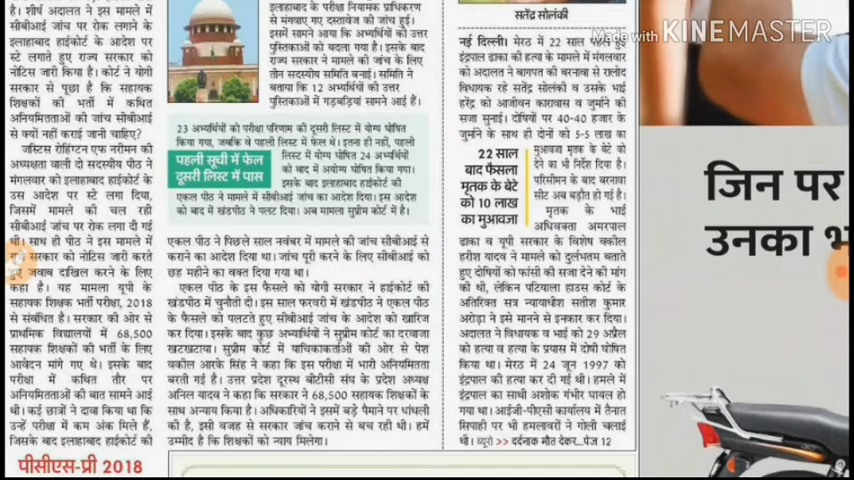 है। शीर्ष अदालत ने इस मामले में
सीबीआई जांच पर रोक लगाने के
इलाहाबाद हाईकोर्ट के आदेश पर
स्टे लगाते हुए राज्य सरकार को
नोटिस जारी किया है। कोर्ट ने योगी
सरकार से पूछा है कि सहायक
शिक्षकों की भर्ती में कथित
अनियमितताओं की जांच सीबीआई
से क्यों नहीं कराई जानी चाहिए?
जस्टिस रोहिंग्टन एफ नरीमन की
अध्यक्षता वाली दो सदस्यीय पीठ ने
मंगलवार को इलाहाबाद हाईकोर्ट के
उस आदेश पर स्टे लगा दिया,
जिसमें मामले की चल रही
सीबीआई जांच पर रोक लगा दी गई
थी। साथ ही पीठ ने इस मामले में
सरकार को नोटिस जारी करते
हुए जवाब दाखिल करने के लिए
कहा है। यह मामला यूपी के
सहायक शिक्षक भर्ती परीक्षा, 2018
से संबंधित है। सरकार की ओर से
प्राथमिक विद्यालयों में 68,500
सहायक शिक्षकों की भर्ती के लिए
आवेदन मांगे गए थे। इसके बाद
परीक्षा में कथित तौर पर
अनियमितताओं की बात सामने आई
थी। कई छात्रों ने दावा किया था कि
उन्हें परीक्षा में कम अंक मिले हैं,
जिसके बाद इलाहाबाद हाईकोर्ट की
पीसीएस-प्री 2018
इलाहाबाद के परीक्षा नियामक प्राधिकरण
से मंगवाए गए दस्तावेज की जांच हुई।
इसमें सामने आया कि अभ्यर्थियों की उत्तर
पुस्तिकाओं को बदला गया है। इसके बाद
राज्य सरकार ने मामले की जांच के लिए
तीन सदस्यीय समिति बनाई। समिति ने
बताया कि 12 अभ्यर्थियों की उत्तर
पुस्तिकाओं में गड़बड़ियां सामने आई हैं।
23 अभ्यर्थियों को परीक्षा परिणाम की दूसरी लिस्ट में योग्य घोषित
किया गया, जबकि वे पहली लिस्ट में फेल थे। इतना ही नहीं, पहली
पहली सूची में फेल
दूसरी लिस्ट में पास
लिस्ट में योग्य घोषित 24 अभ्यर्थियों
को बाद में अयोग्य घोषित किया गया।
इसके बाद इलाहाबाद हाईकोर्ट की
एकल पीठ ने मामले में सीबीआई जांच का आदेश दिया। इस आदेश
को बाद में खंडपीठ ने पलट दिया। अब मामला सुप्रीम कोर्ट में है।
एकल पीठ ने पिछले साल नवंबर में मामले की जांच सीबीआई से
कराने का आदेश दिया था। जांच पूरी करने के लिए सीबीआई को
छह महीने का वक्त दिया गया था।
एकल पीठ के इस फैसले को योगी सरकार ने हाईकोर्ट की
खंडपीठ में चुनौती दी। इस साल फरवरी में खंडपीठ ने एकल पीठ
के फैसले को पलटते हुए सीबीआई जांच के आदेश को खारिज
कर दिया। इसके बाद कुछ अभ्यार्थियों ने सुप्रीम कोर्ट का दरवाजा
खटखटाया। सुप्रीम कोर्ट में याचिकाकर्ताओं की ओर से पेश
वकील आरके सिंह ने कहा कि इस परीक्षा में भारी अनियमितता
बरती गई है। उत्तर प्रदेश दूरस्थ बीटीसी संघ के प्रदेश अध्यक्ष
अनिल यादव ने कहा कि सरकार ने 68,500 सहायक शिक्षकों के
साथ अन्याय किया है। अधिकारियों ने इसमें बड़े पैमाने पर धांधली
की है, इसी वजह से सरकार जांच कराने से बच रही थी। हमें
उम्मीद है कि शिक्षकों को न्याय मिलेगा।
सतेंद्र सोलंकी
नई दिल्ली। मेरठ में 22 साल पहले हुई
इंद्रपाल ढाका की हत्या के मामले में मंगलवार
को अदालत ने बागपत की बरनावा से रालोद
विधायक रहे सतेंद्र सोलंकी व उसके भाई
हरेंद्र को आजीवन कारावास व जुर्माने की
सजा सुनाई। दोषियों पर 40-40 हजार के
जुर्माने के साथ ही दोनों को 5-5 लाख का
22 साल
बाद फैसला
मृतक के बेटे
को 10 लाख
का मुआवजा
मुआवजा मृतक के बेटे को
देने का भी निर्देश दिया है।
परिसीमन के बाद बरनावा
सीट अब बड़ौत हो गई है।
मृतक के भाई
अधिवक्ता अमरपाल
ढाका व यूपी सरकार के विशेष वकील
हरीश यादव ने मामले को दुर्लभतम बताते
हुए दोषियों को फांसी की सजा देने की मांग
की थी, लेकिन पटियाला हाउस कोर्ट के
अतिरिक्त सत्र न्यायाधीश सतीश कुमार
अरोड़ा ने इसे मानने से इनकार कर दिया।
अदालत ने विधायक व भाई को 29 अप्रैल
को हत्या व हत्या के प्रयास में दोषी घोषित
किया था। मेरठ में 24 जून 1997 को
इंद्रपाल की हत्या कर दी गई थी। हमले में
इंद्रपाल का साथी अशोक गंभीर घायल हो
गया था। आईजी-पीएसी कार्यालय में तैनात
सिपाही पर भी हमलावरों ने गोली चलाई
थी। ब्यूरो >> दर्दनाक मौत देकर...पेज 12
Made with KINEMASTER
जिन पर
उनका